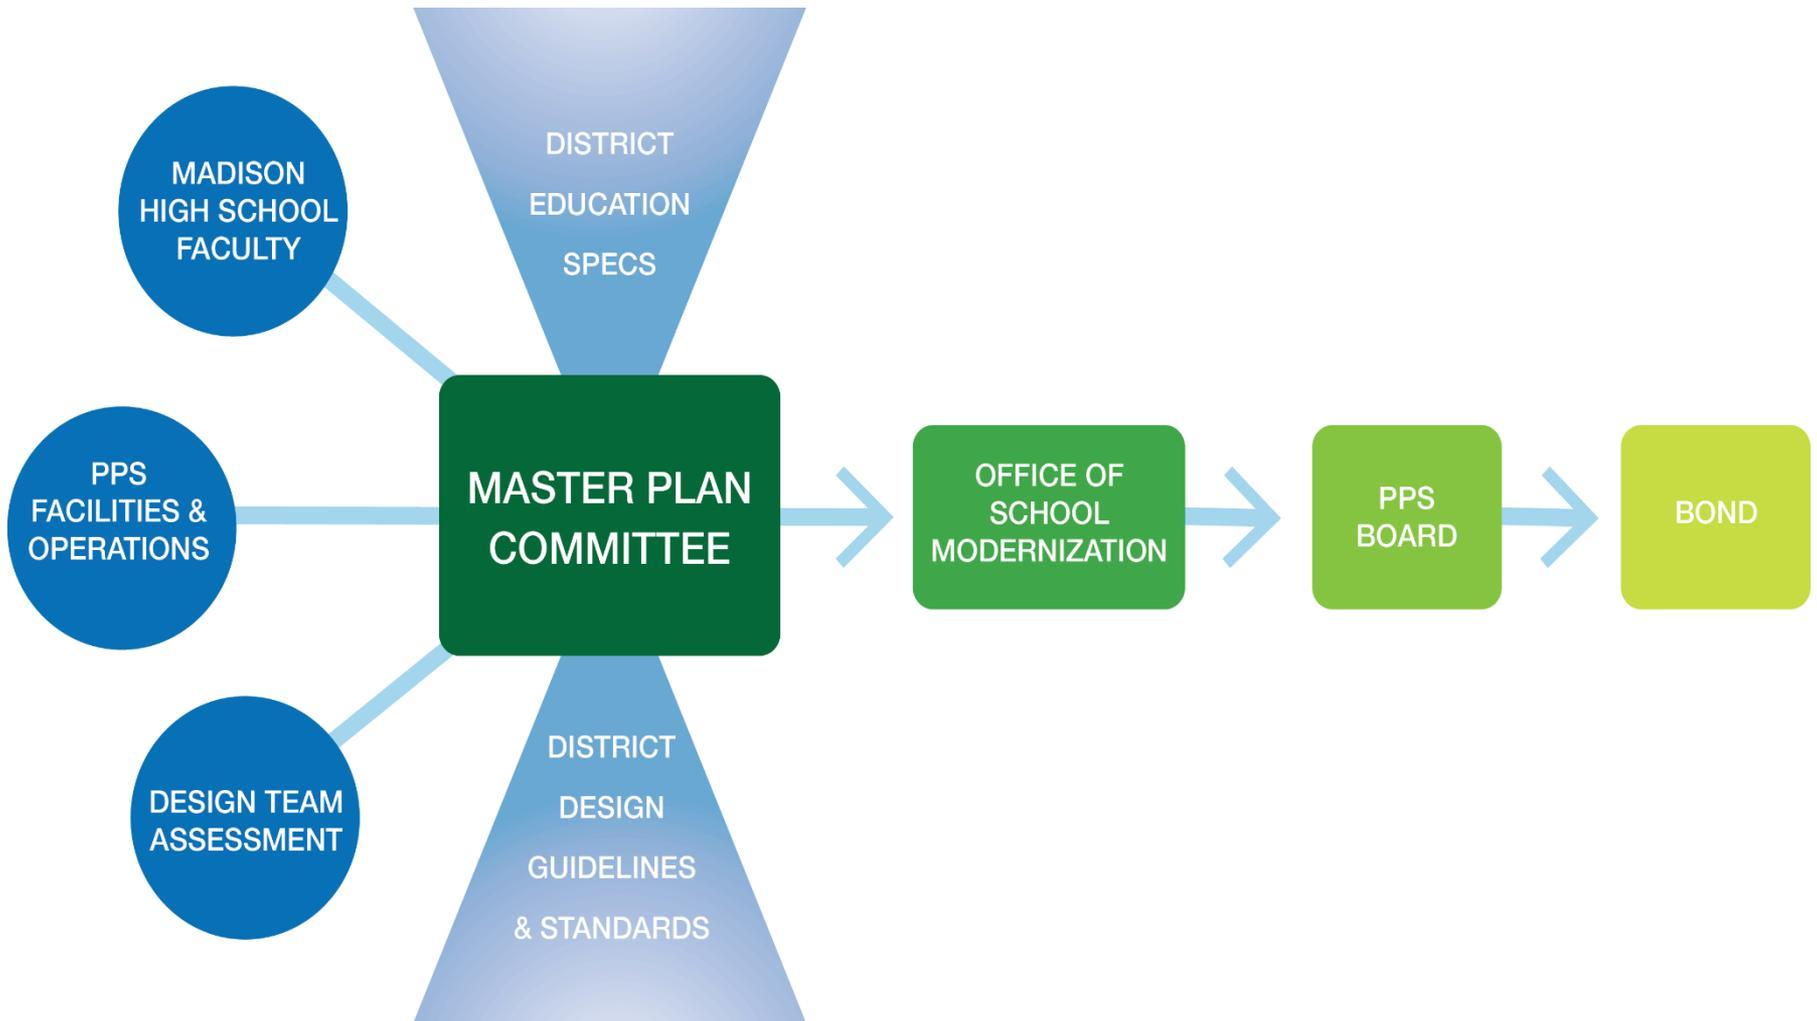 DISTRICT
EDUCATION
SPECS
MADISON
HIGH SCHOOL
FACULTY
PPS
FACILITIES &
OPERATIONS
DESIGN TEAM
ASSESSMENT
MASTER PLAN
COMMITTEE
OFFICE OF
SCHOOL
MODERNIZATION
PPS
BOARD
BOND
DISTRICT
DESIGN
GUIDELINES
& STANDARDS